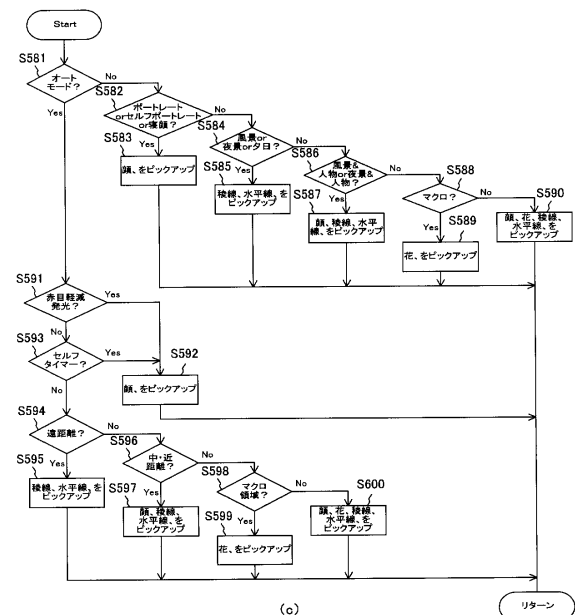 Start
S581
オート
モード?
No
Yes
S582
ポートレート
orセルフポートレート
or寝顔?
No
Yes
S583
顔、をピックアップ
S584
風景or
夜景or夕日?
No
Yes
S585
稜線、水平線、を
ピックアップ
S586
風景&
人物or夜景&
人物?
No
Yes
S587
顔、稜線、水平
線、をピックアップ
S588
マクロ?
No
Yes
S589
花、をピックアップ
S590
顔、花、稜線、
水平線、を
ピックアップ
S591
赤目軽減
発光?
Yes
No
S593
セルフ
タイマー?
Yes
No
S592
顔、をピックアップ
S594
遠距離?
No
Yes
S595
稜線、水平線、を
ピックアップ
S596
中・近
距離?
No
Yes
S597
顔、稜線、
水平線、を
ピックアップ
S598
マクロ
領域?
No
Yes
S599
花、をピックアップ
S600
顔、花、稜線、
水平線、を
ピックアップ
リターン
(c)